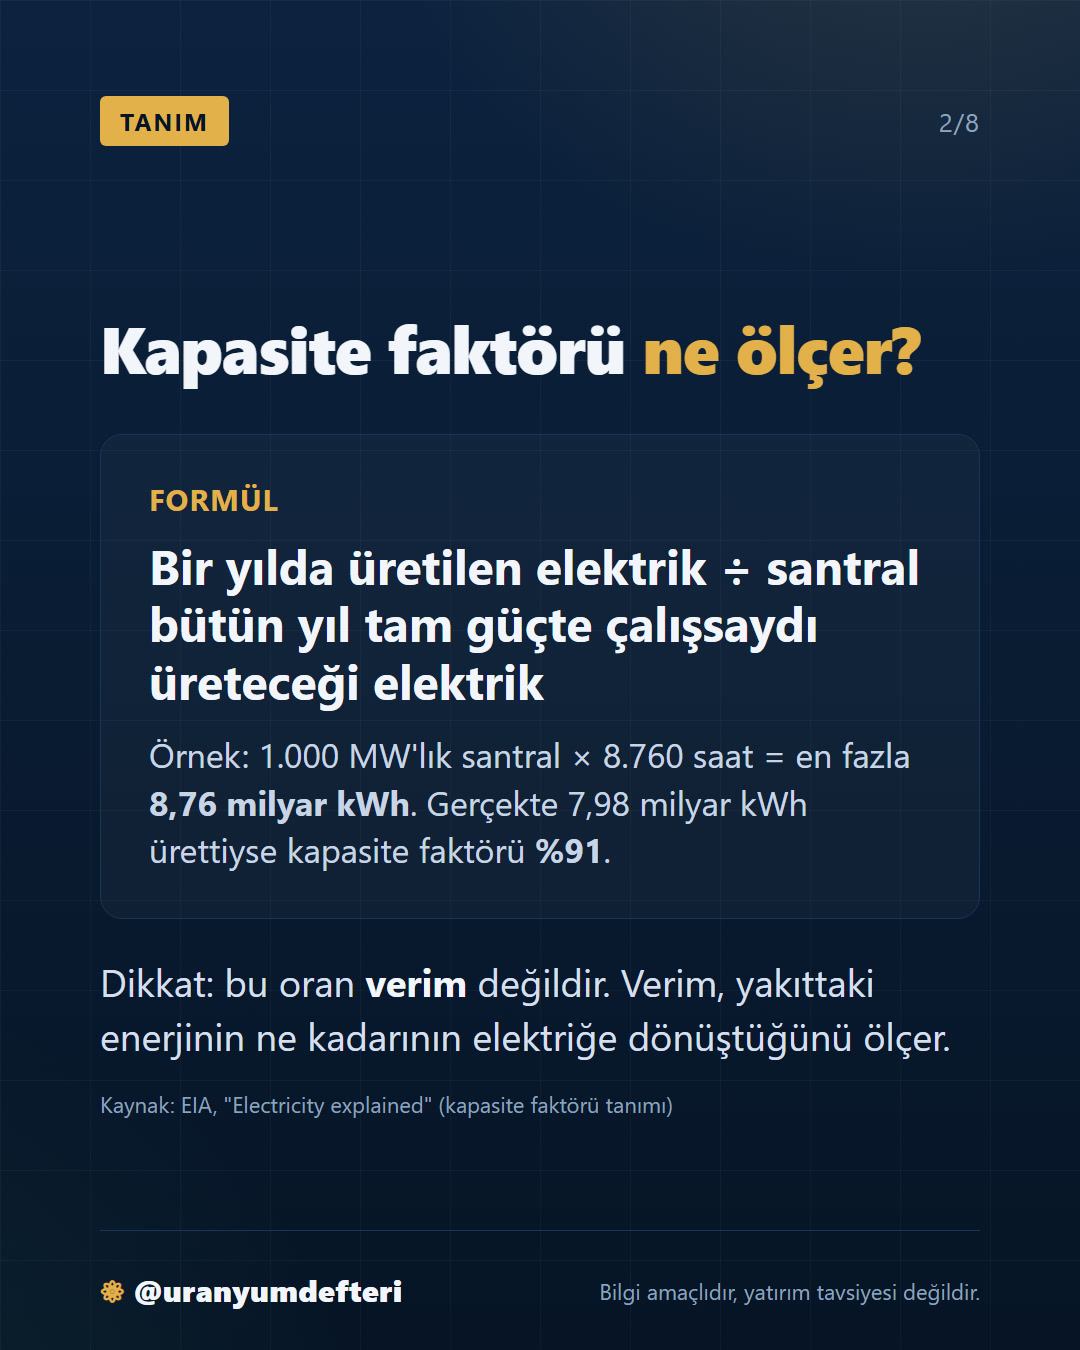 TANIM
2/8
Kapasite faktörü ne ölçer?
FORMÜL
Bir yılda üretilen elektrik ÷ santral
bütün yıl tam güçte çalışsaydı
üreteceği elektrik
Örnek: 1.000 MW'lık santral × 8.760 saat = en fazla
8,76 milyar kWh. Gerçekte 7,98 milyar kWh
ürettiyse kapasite faktörü %91.
Dikkat: bu oran verim değildir. Verim, yakıttaki
enerjinin ne kadarının elektriğe dönüştüğünü ölçer.
Kaynak: EIA, "Electricity explained" (kapasite faktörü tanımı)
@uranyumdefteri
Bilgi amaçlıdır, yatırım tavsiyesi değildir.